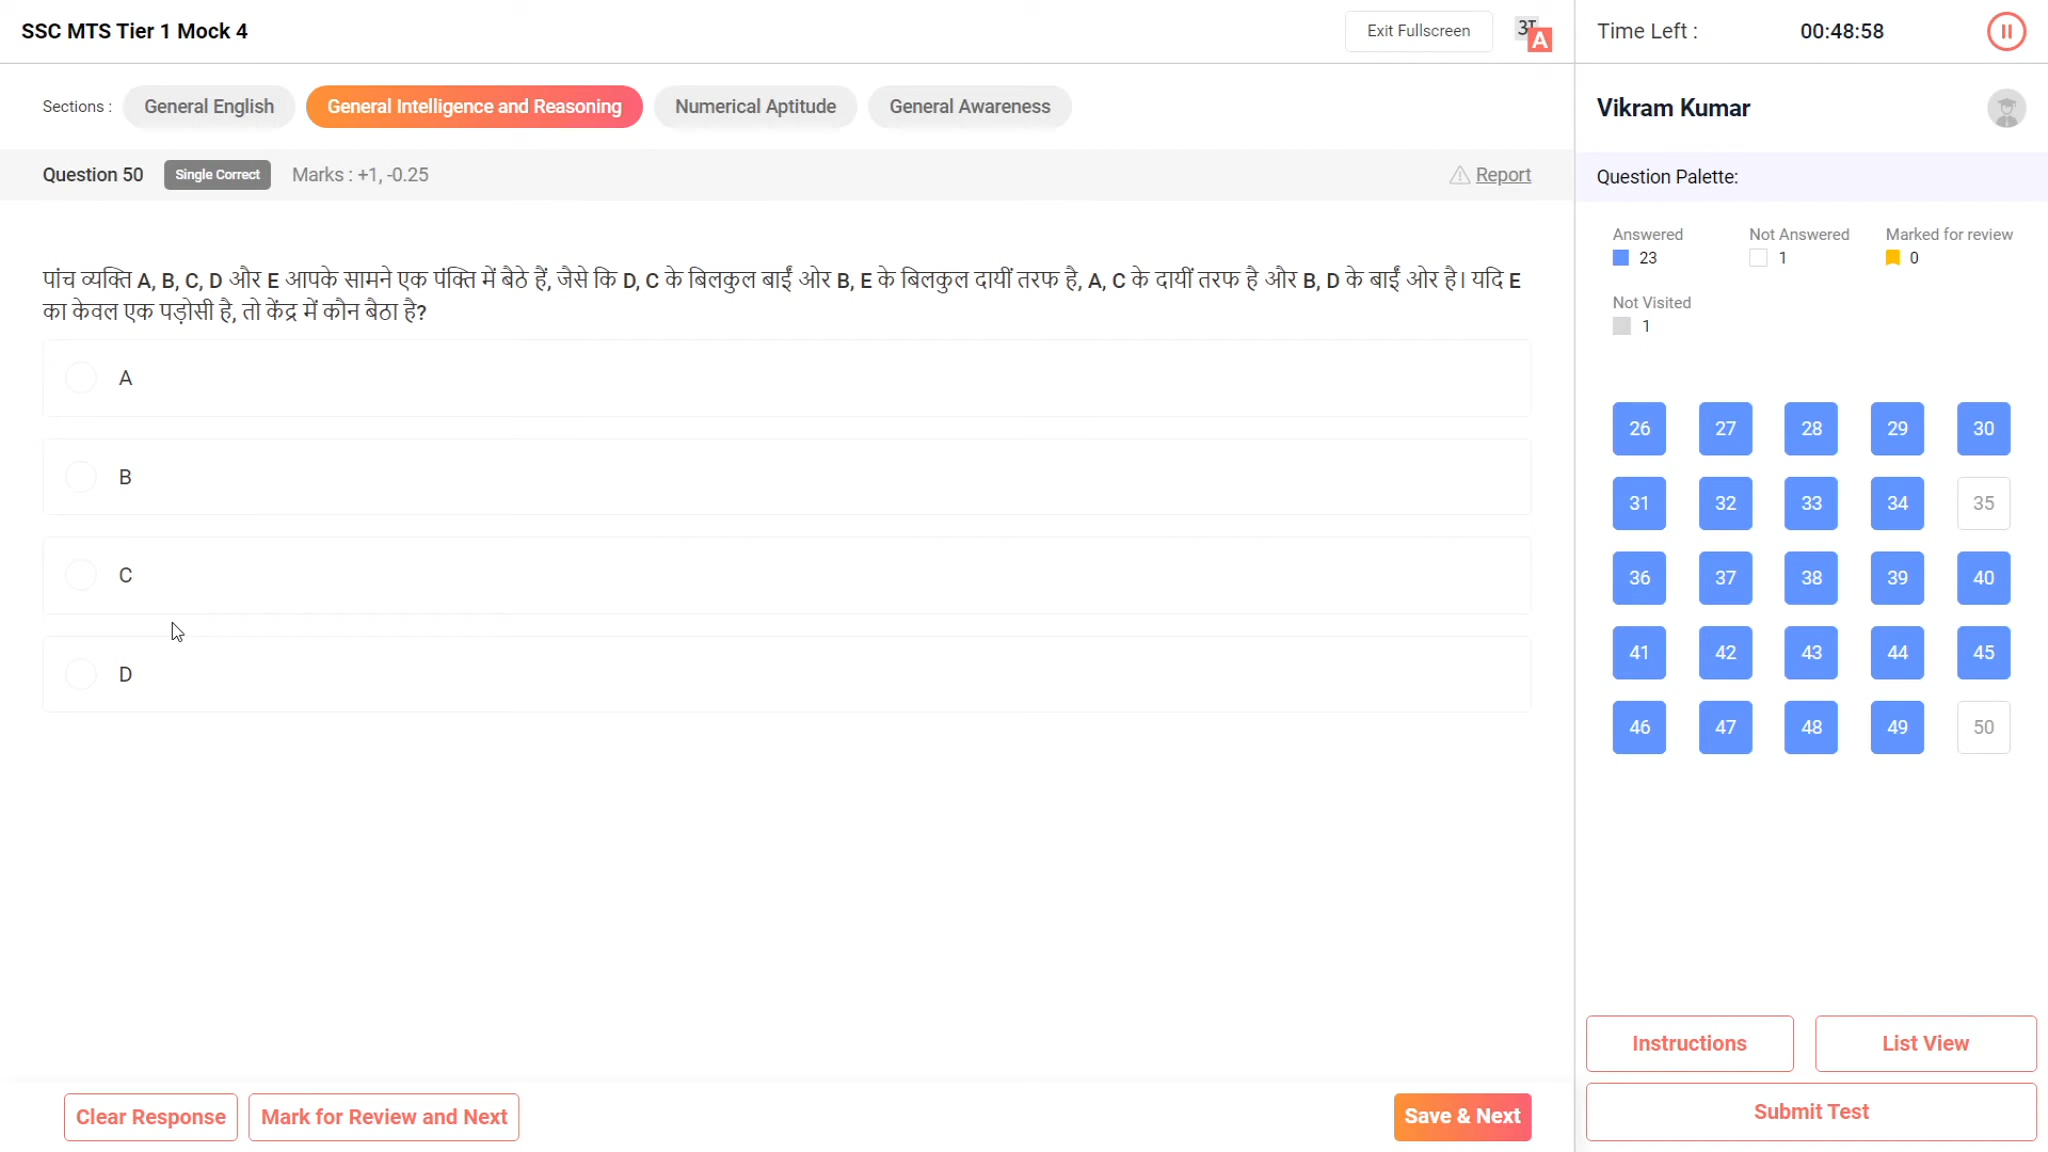 SSC MTS Tier 1 Mock 4
Exit Fullscreen
अ A
Time Left : 00:48:58
Sections : General English General Intelligence and Reasoning Numerical Aptitude General Awareness
Vikram Kumar
Question 50 Single Correct Marks : +1, -0.25 Report
Question Palette:
पांच व्यक्ति A, B, C, D और E आपके सामने एक पंक्ति में बैठे हैं, जैसे कि D, C के बिलकुल बाईं ओर B, E के बिलकुल दायीं तरफ है, A, C के दायीं तरफ है और B, D के बाईं ओर है। यदि E
का केवल एक पड़ोसी है, तो केंद्र में कौन बैठा है?
A
B
C
D
Answered Not Answered Marked for review
23 1 0
Not Visited
1
26 27 28 29 30
31 32 33 34 35
36 37 38 39 40
41 42 43 44 45
46 47 48 49 50
Instructions List View
Clear Response Mark for Review and Next Save & Next
Submit Test